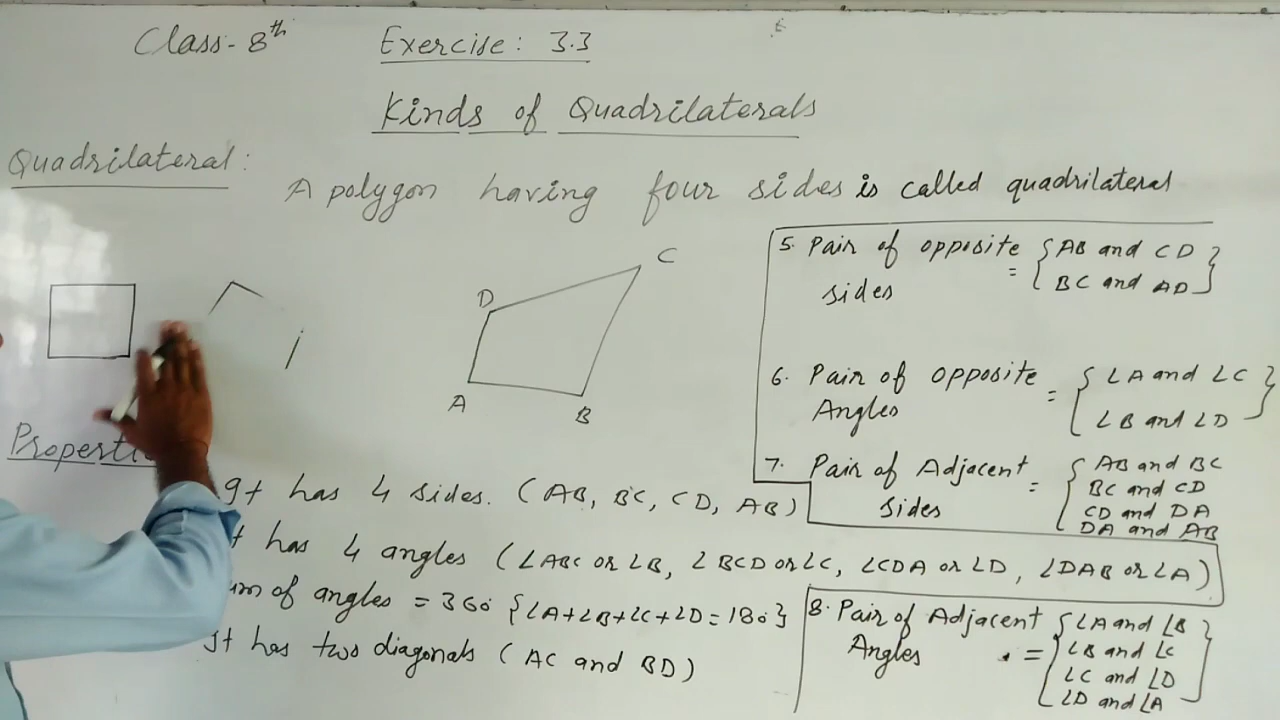 Class-8th Exercise: 3.3
Kinds of Quadrilaterals
Quadrilateral:
A polygon having four sides is called quadrilateral
D C
A B
Properti
It has 4 sides. (AB, BC, CD, AB)
t has 4 angles (∠ABC or ∠B, ∠BCD or ∠C, ∠CDA or ∠D, ∠DAB or ∠A)
um of angles = 360 {∠A+∠B+∠C+∠D=180}
It has two diagonals (AC and BD)
5. Pair of opposite sides = { AB and CD
BC and AD }
6. Pair of opposite Angles = { ∠A and ∠C
∠B and ∠D }
7. Pair of Adjacent sides = { AB and BC
BC and CD
CD and DA
DA and AB
8. Pair of Adjacent Angles = { ∠A and ∠B
∠B and ∠C
∠C and ∠D
∠D and ∠A }